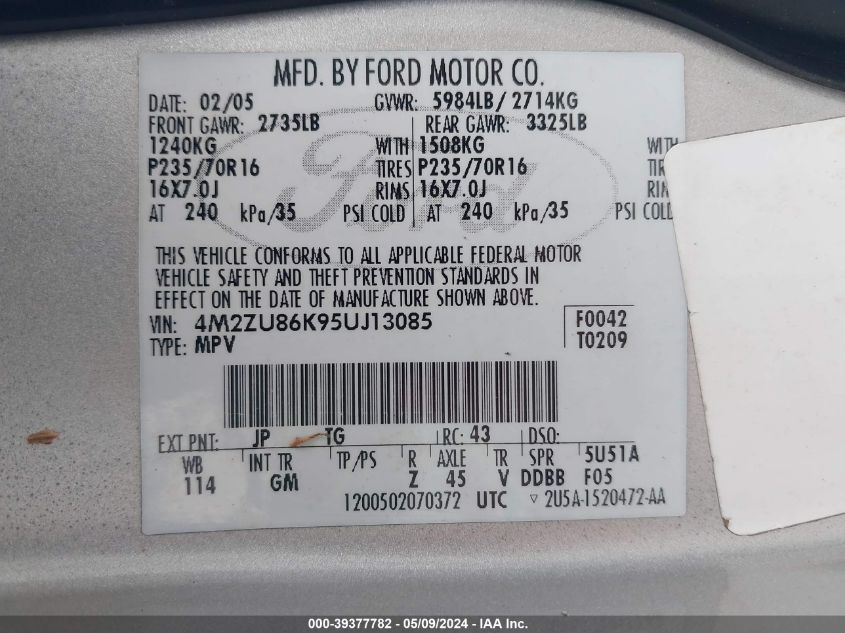 MFD. BY FORD MOTOR CO.
DATE: 02/05 GVWR: 5984LB/ 2714KG
FRONT GAWR: 2735LB REAR GAWR: 3325LB
1240KG WITH 1508KG WITH
P235/70R16 TIRES P235/70R16
16X7.0J RIMS 16X7.0J
AT 240 kPa/35 PSI COLD AT 240 kPa/35 PSI COLD
Ford
THIS VEHICLE CONFORMS TO ALL APPLICABLE FEDERAL MOTOR
VEHICLE SAFETY AND THEFT PREVENTION STANDARDS IN
EFFECT ON THE DATE OF MANUFACTURE SHOWN ABOVE.
VIN: 4M2ZU86K95UJ13085 F0042
TYPE: MPV T0209
EXT PNT: JP TG RC: 43 DSO:
WB INT TR TP/PS R AXLE TR SPR 5U51A
114 GM Z 45 V DDBB F05
1200502070372 UTC ▽ 2U5A-1520472-AA
000-39377782 - 05/09/2024 - IAA Inc.